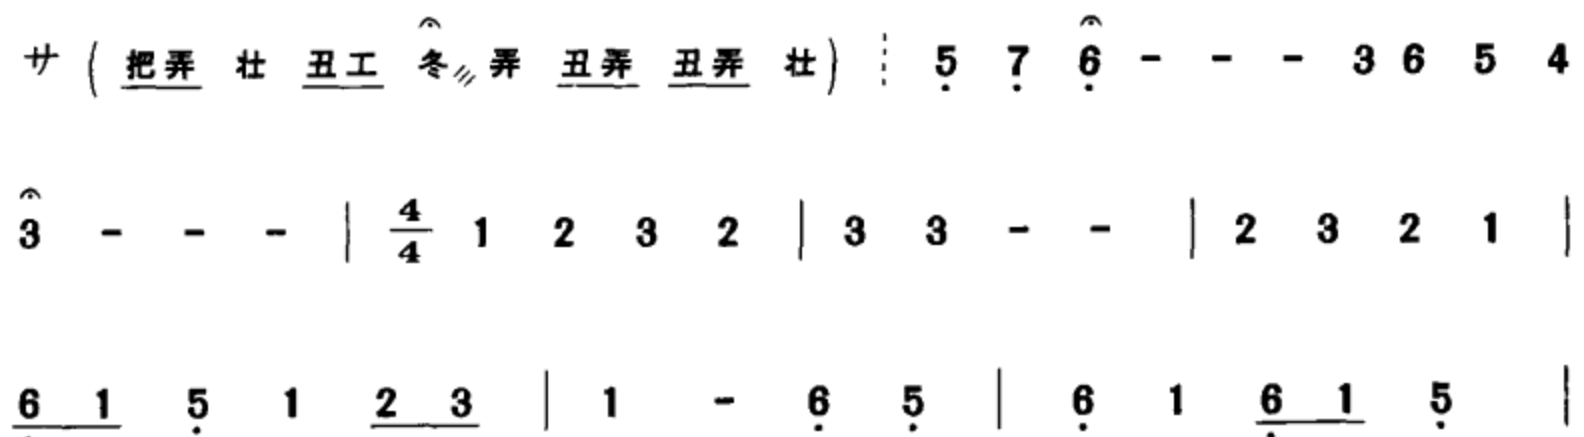 サ ( 把弄 壮 丑工 冬 弄 丑弄 丑弄 壮 ) 5̣ 7̣ 6̣ - - - 3 6 5 4
3 - - - | 4/4 1 2 3 2 | 3 3 - - | 2 3 2 1 |
6̣ 1 5̣ 1 2 3 | 1 - 6̣ 5̣ | 6̣ 1 6̣ 1 5̣ |